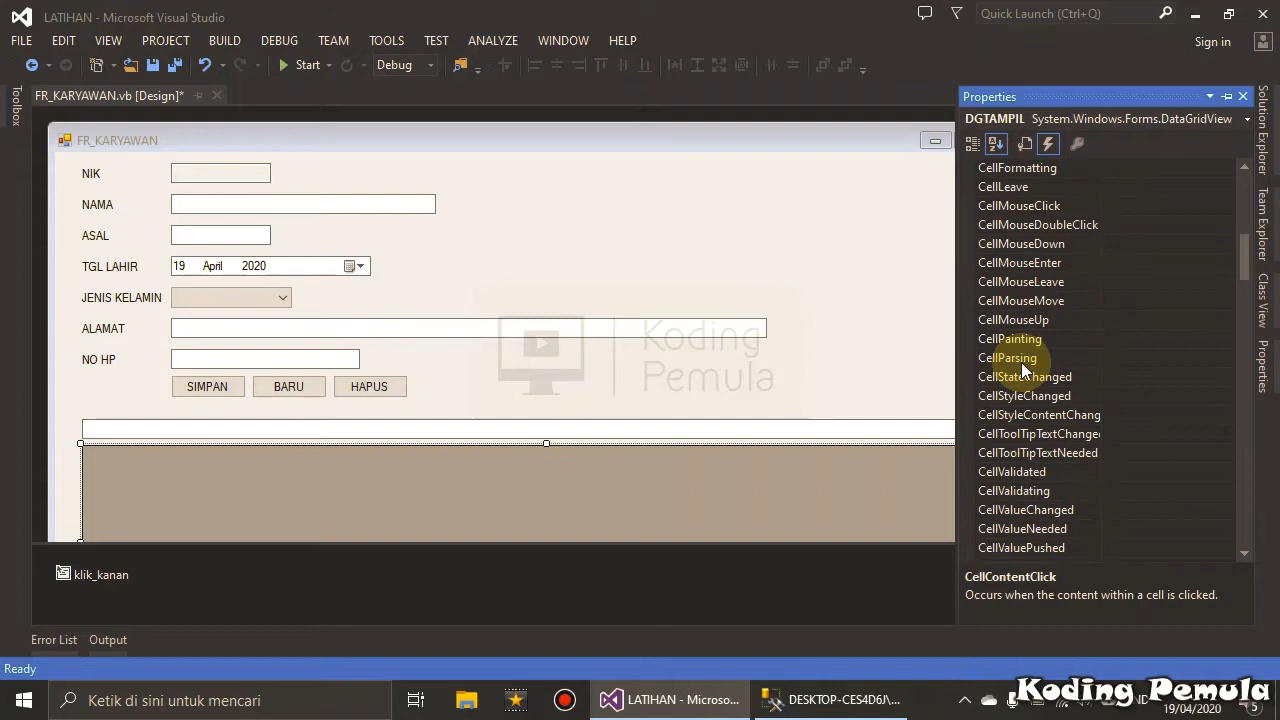 LATIHAN - Microsoft Visual Studio
Quick Launch (Ctrl+Q)
FILE EDIT VIEW PROJECT BUILD DEBUG TEAM TOOLS TEST ANALYZE WINDOW HELP
Sign in
Start Debug
Toolbox
FR_KARYAWAN.vb [Design]*
FR_KARYAWAN
NIK
NAMA
ASAL
TGL LAHIR 19 April 2020
JENIS KELAMIN
ALAMAT
NO HP
SIMPAN BARU HAPUS
Koding
Pemula
klik_kanan
Properties
DGTAMPIL System.Windows.Forms.DataGridView
CellFormatting
CellLeave
CellMouseClick
CellMouseDoubleClick
CellMouseDown
CellMouseEnter
CellMouseLeave
CellMouseMove
CellMouseUp
CellPainting
CellParsing
CellStateChanged
CellStyleChanged
CellStyleContentChang
CellToolTipTextChange
CellToolTipTextNeeded
CellValidated
CellValidating
CellValueChanged
CellValueNeeded
CellValuePushed
CellContentClick
Occurs when the content within a cell is clicked.
Solution Explorer
Team Explorer
Class View
Properties
Error List Output
Ready
Ketik di sini untuk mencari
LATIHAN - Microso...
DESKTOP-CES4D6J\...
Koding Pemula
19/04/2020
5